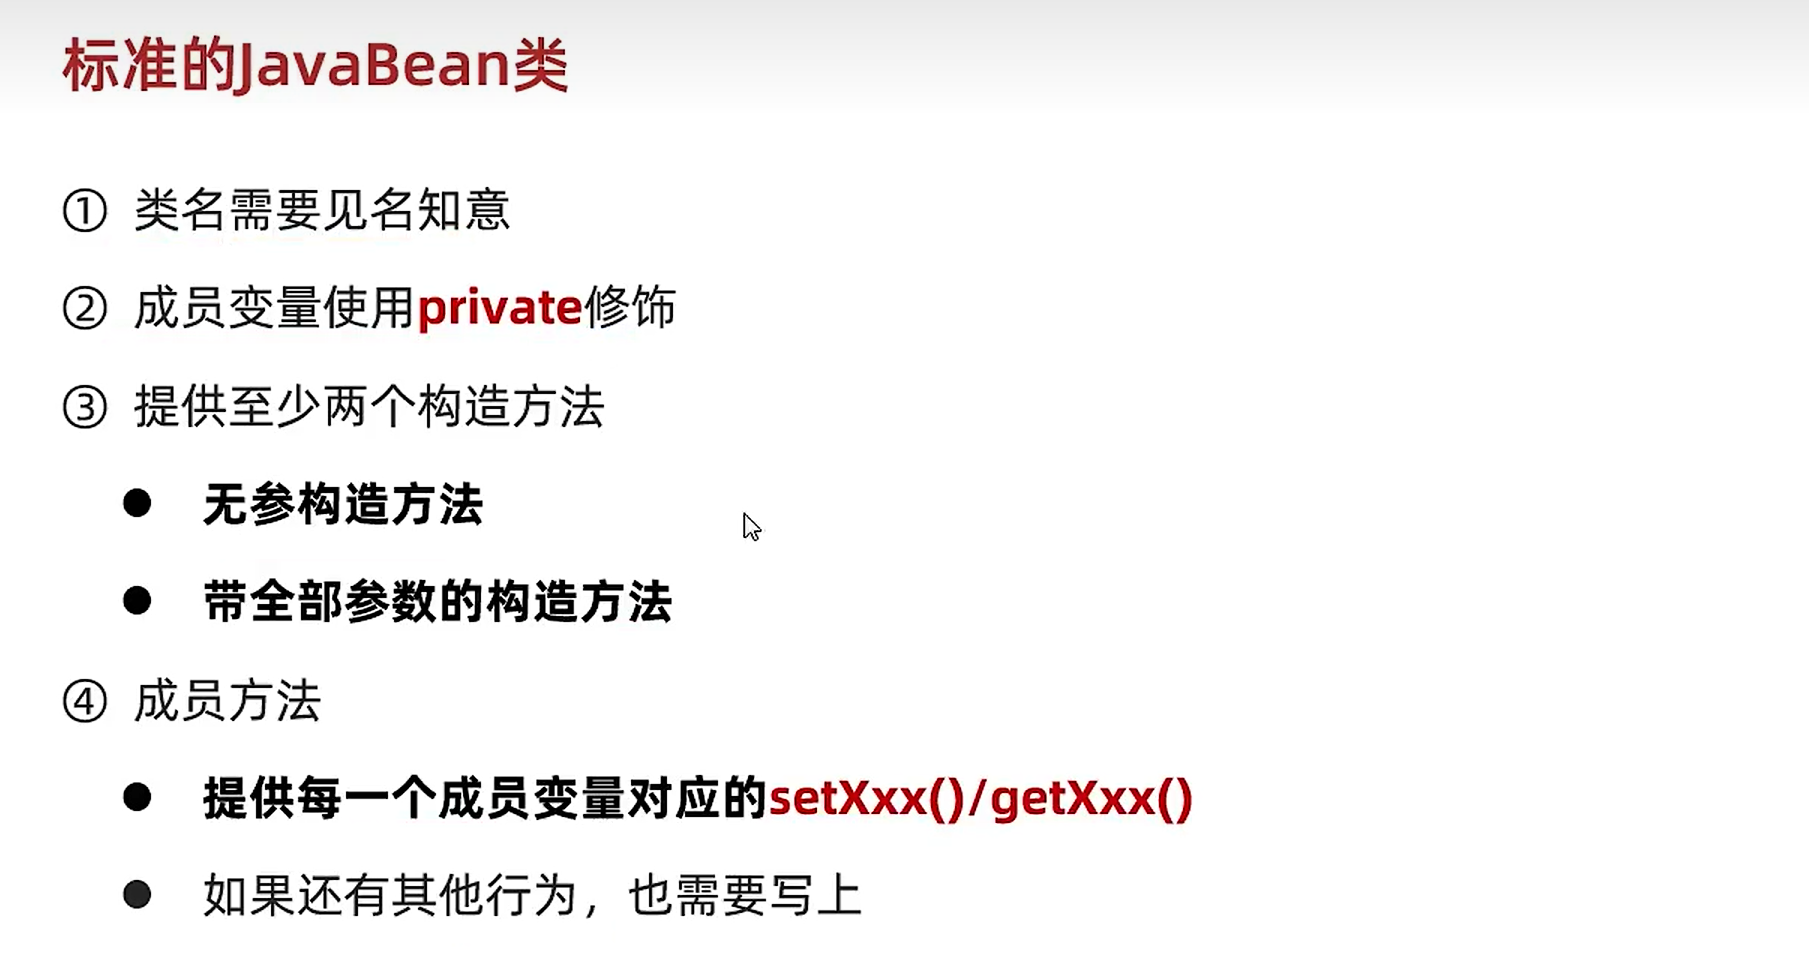 标准的JavaBean类
① 类名需要见名知意
② 成员变量使用private修饰
③ 提供至少两个构造方法
● 无参构造方法
● 带全部参数的构造方法
④ 成员方法
● 提供每一个成员变量对应的setXxx()/getXxx()
● 如果还有其他行为，也需要写上